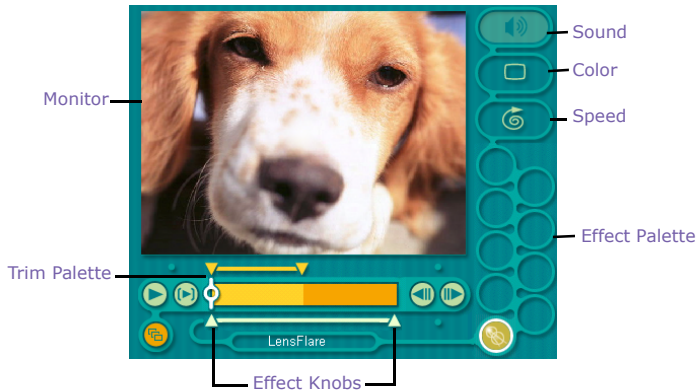 Sound
Color
Monitor
Speed
Effect Palette
Trim Palette
LensFlare
Effect Knobs